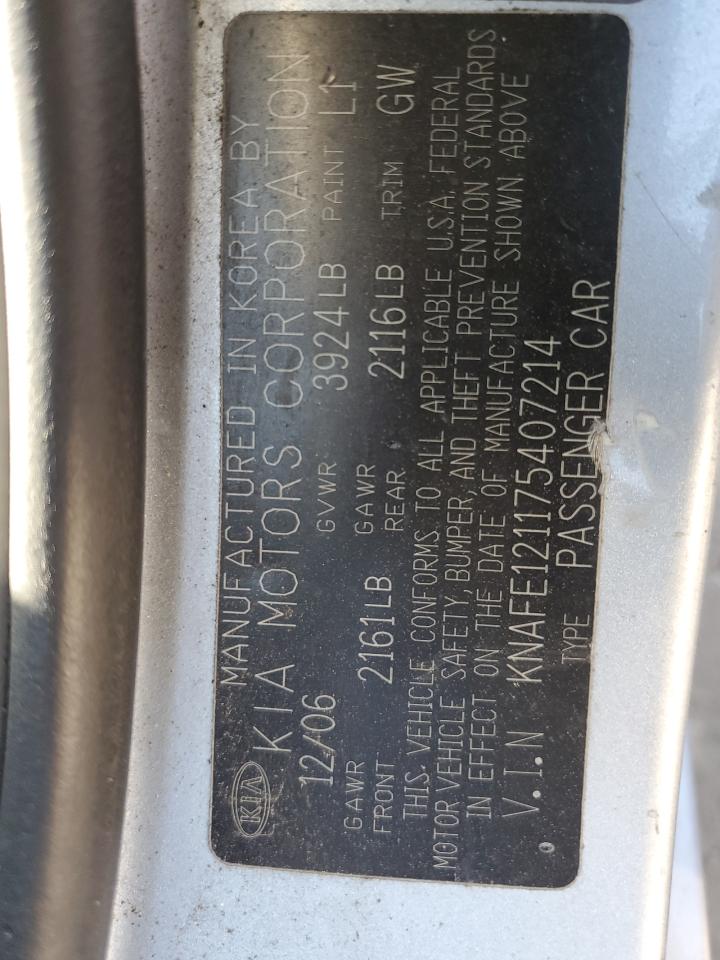 KIA
MANUFACTURED IN KOREA BY
KIA MOTORS CORPORATION
12/06 GVWR 3924LB PAINT L1
GAWR FRONT 2161LB GAWR REAR 2116LB TRIM GW
THIS VEHICLE CONFORMS TO ALL APPLICABLE U.S.A. FEDERAL
MOTOR VEHICLE SAFETY, BUMPER, AND THEFT PREVENTION STANDARDS
IN EFFECT ON THE DATE OF MANUFACTURE SHOWN ABOVE
V.I.N KNAFE121175407214
TYPE PASSENGER CAR